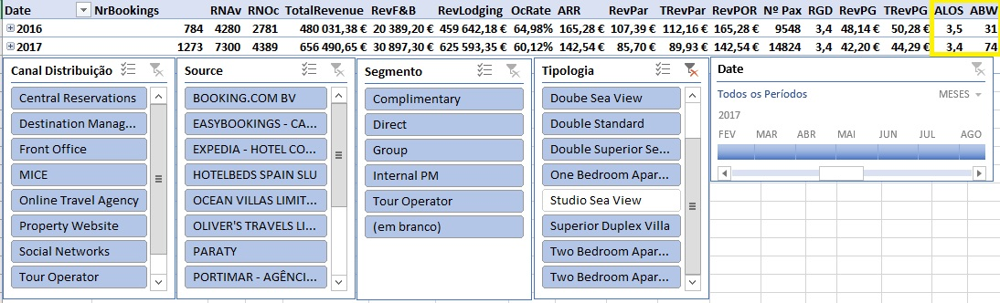 Date NrBookings RNAv RNOc TotalRevenue RevF&B RevLodging OcRate ARR RevPar TRevPar RevPOR Nº Pax RGD RevPG TRevPG ALOS ABW
2016 784 4280 2781 480 031,38 € 20 389,20 € 459 642,18 € 64,98% 165,28 € 107,39 € 112,16 € 165,28 € 9548 3,4 48,14 € 50,28 € 3,5 31
2017 1273 7300 4389 656 490,65 € 30 897,30 € 625 593,35 € 60,12% 142,54 € 85,70 € 89,93 € 142,54 € 14824 3,4 42,20 € 44,29 € 3,4 74
Canal Distribuição
Central Reservations
Destination Manag...
Front Office
MICE
Online Travel Agency
Property Website
Social Networks
Tour Operator
Source
BOOKING.COM BV
EASYBOOKINGS - CA...
EXPEDIA - HOTEL CO...
HOTELBEDS SPAIN SLU
OCEAN VILLAS LIMIT...
OLIVER'S TRAVELS LI...
PARATY
PORTIMAR - AGÊNCI...
Segmento
Complimentary
Direct
Group
Internal PM
Tour Operator
(em branco)
Tipologia
Doube Sea View
Double Standard
Double Superior Se...
One Bedroom Apar...
Studio Sea View
Superior Duplex Villa
Two Bedroom Apar...
Two Bedroom Apar...
Date
Todos os Períodos MESES
2017
FEV MAR ABR MAI JUN JUL AGO